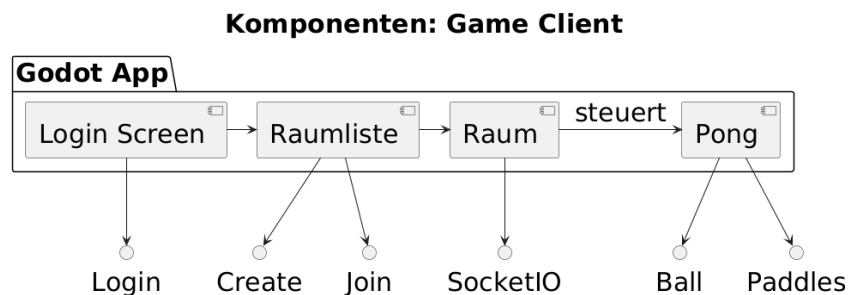 Komponenten: Game Client
Godot App
Login Screen
Raumliste
Raum
steuert
Pong
Login
Create
Join
SocketIO
Ball
Paddles